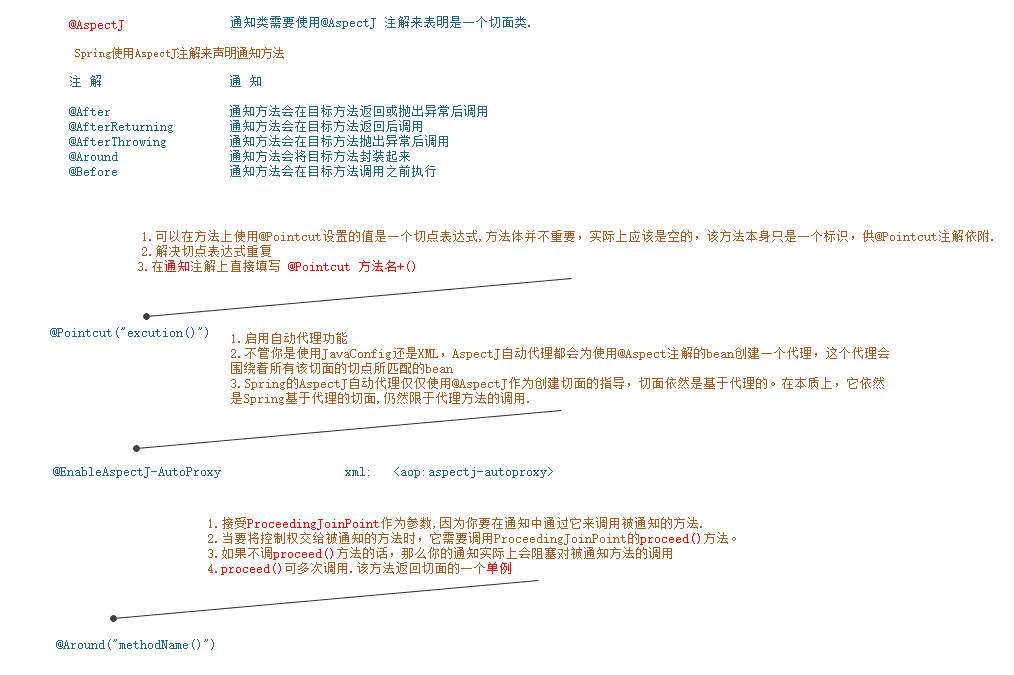 @AspectJ 通知类需要使用@AspectJ 注解来表明是一个切面类.
Spring使用AspectJ注解来声明通知方法
注 解 通 知
@After 通知方法会在目标方法返回或抛出异常后调用
@AfterReturning 通知方法会在目标方法返回后调用
@AfterThrowing 通知方法会在目标方法抛出异常后调用
@Around 通知方法会将目标方法封装起来
@Before 通知方法会在目标方法调用之前执行
1.可以在方法上使用@Pointcut设置的值是一个切点表达式,方法体并不重要，实际上应该是空的，该方法本身只是一个标识，供@Pointcut注解依附.
2.解决切点表达式重复
3.在通知注解上直接填写 @Pointcut 方法名+()
@Pointcut("excution()")
1.启用自动代理功能
2.不管你是使用JavaConfig还是XML，AspectJ自动代理都会为使用@Aspect注解的bean创建一个代理，这个代理会
围绕着所有该切面的切点所匹配的bean
3.Spring的AspectJ自动代理仅仅使用@AspectJ作为创建切面的指导，切面依然是基于代理的。在本质上，它依然
是Spring基于代理的切面,仍然限于代理方法的调用.
@EnableAspectJ-AutoProxy xml: <aop:aspectj-autoproxy>
1.接受ProceedingJoinPoint作为参数,因为你要在通知中通过它来调用被通知的方法.
2.当要将控制权交给被通知的方法时，它需要调用ProceedingJoinPoint的proceed()方法。
3.如果不调proceed()方法的话，那么你的通知实际上会阻塞对被通知方法的调用
4.proceed()可多次调用.该方法返回切面的一个单例
@Around("methodName()")